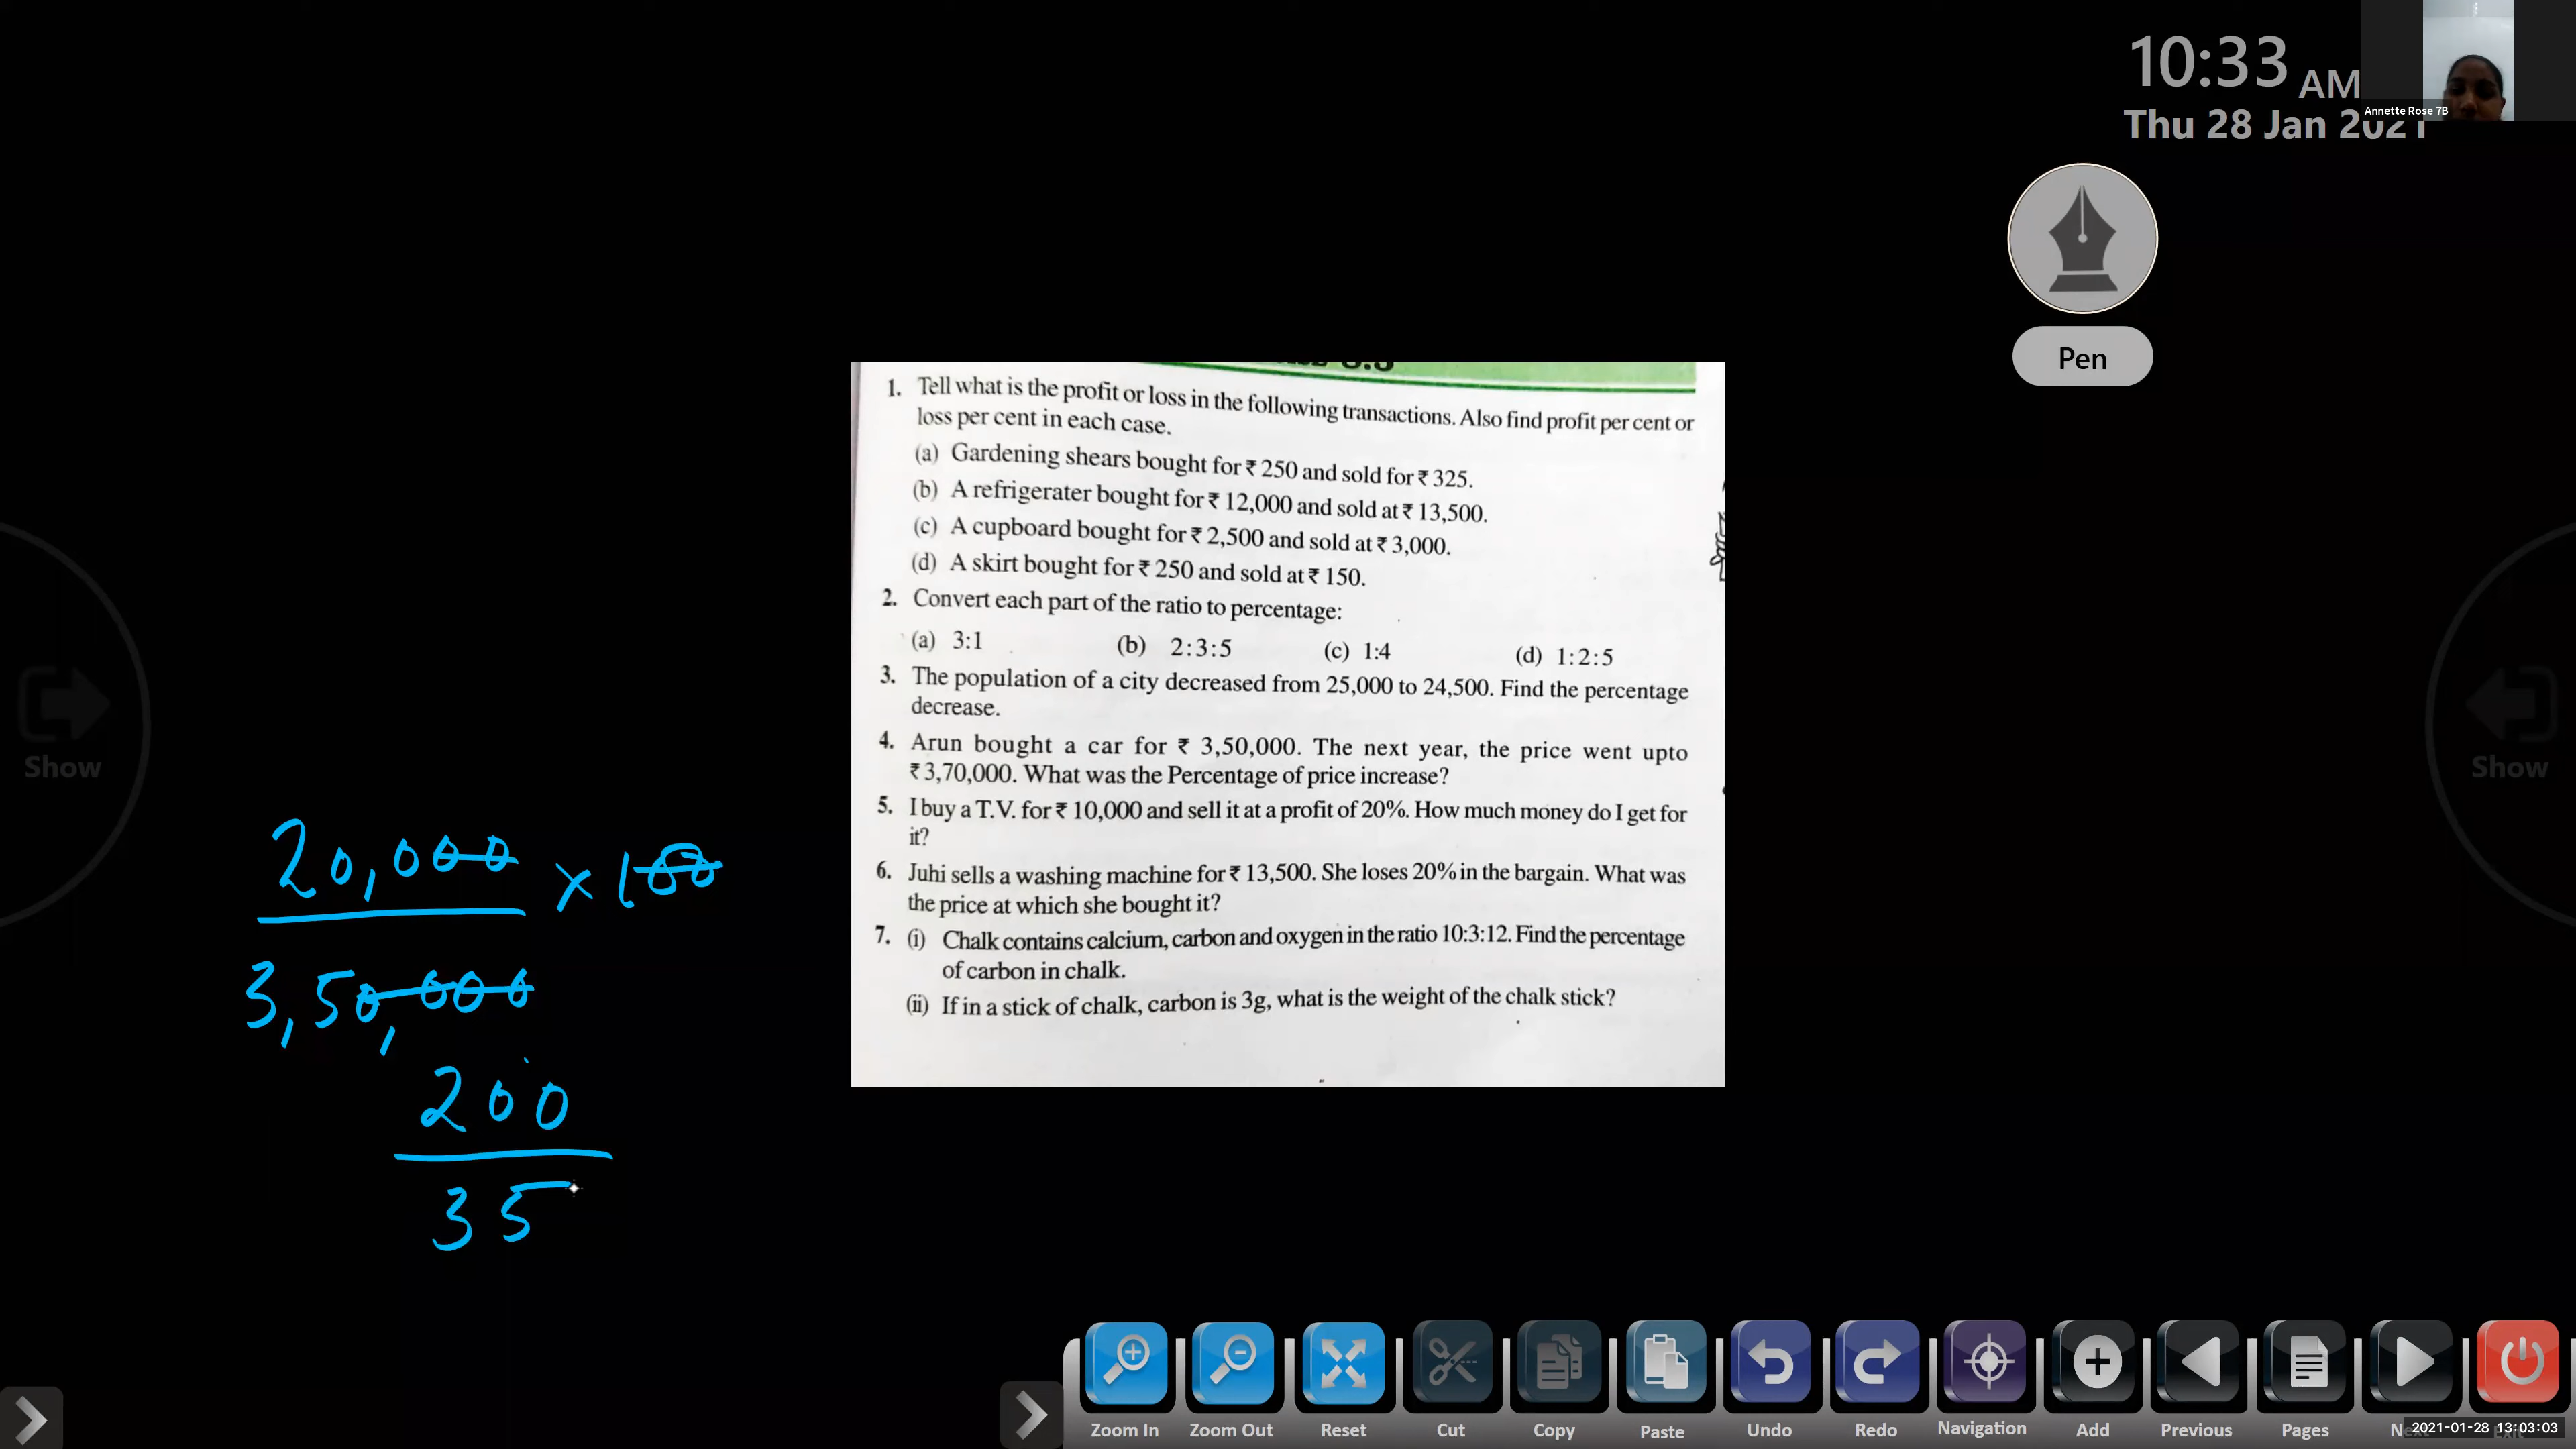 10:33 AM
Annette Rose 7B
Thu 28 Jan 2021
Pen
1. Tell what is the profit or loss in the following transactions. Also find profit per cent or
loss per cent in each case.
(a) Gardening shears bought for ₹ 250 and sold for ₹ 325.
(b) A refrigerater bought for ₹ 12,000 and sold at ₹ 13,500.
(c) A cupboard bought for ₹ 2,500 and sold at ₹ 3,000.
(d) A skirt bought for ₹ 250 and sold at ₹ 150.
2. Convert each part of the ratio to percentage:
(a) 3:1 (b) 2:3:5 (c) 1:4 (d) 1:2:5
3. The population of a city decreased from 25,000 to 24,500. Find the percentage
decrease.
4. Arun bought a car for ₹ 3,50,000. The next year, the price went upto
₹ 3,70,000. What was the Percentage of price increase?
5. I buy a T.V. for ₹ 10,000 and sell it at a profit of 20%. How much money do I get for
it?
6. Juhi sells a washing machine for ₹ 13,500. She loses 20% in the bargain. What was
the price at which she bought it?
7. (i) Chalk contains calcium, carbon and oxygen in the ratio 10:3:12. Find the percentage
of carbon in chalk.
(ii) If in a stick of chalk, carbon is 3g, what is the weight of the chalk stick?
Show
Show
20,000 × 100
3,50,000
200
35
Zoom In Zoom Out Reset Cut Copy Paste Undo Redo Navigation Add Previous Pages
2021-01-28 13:03:03